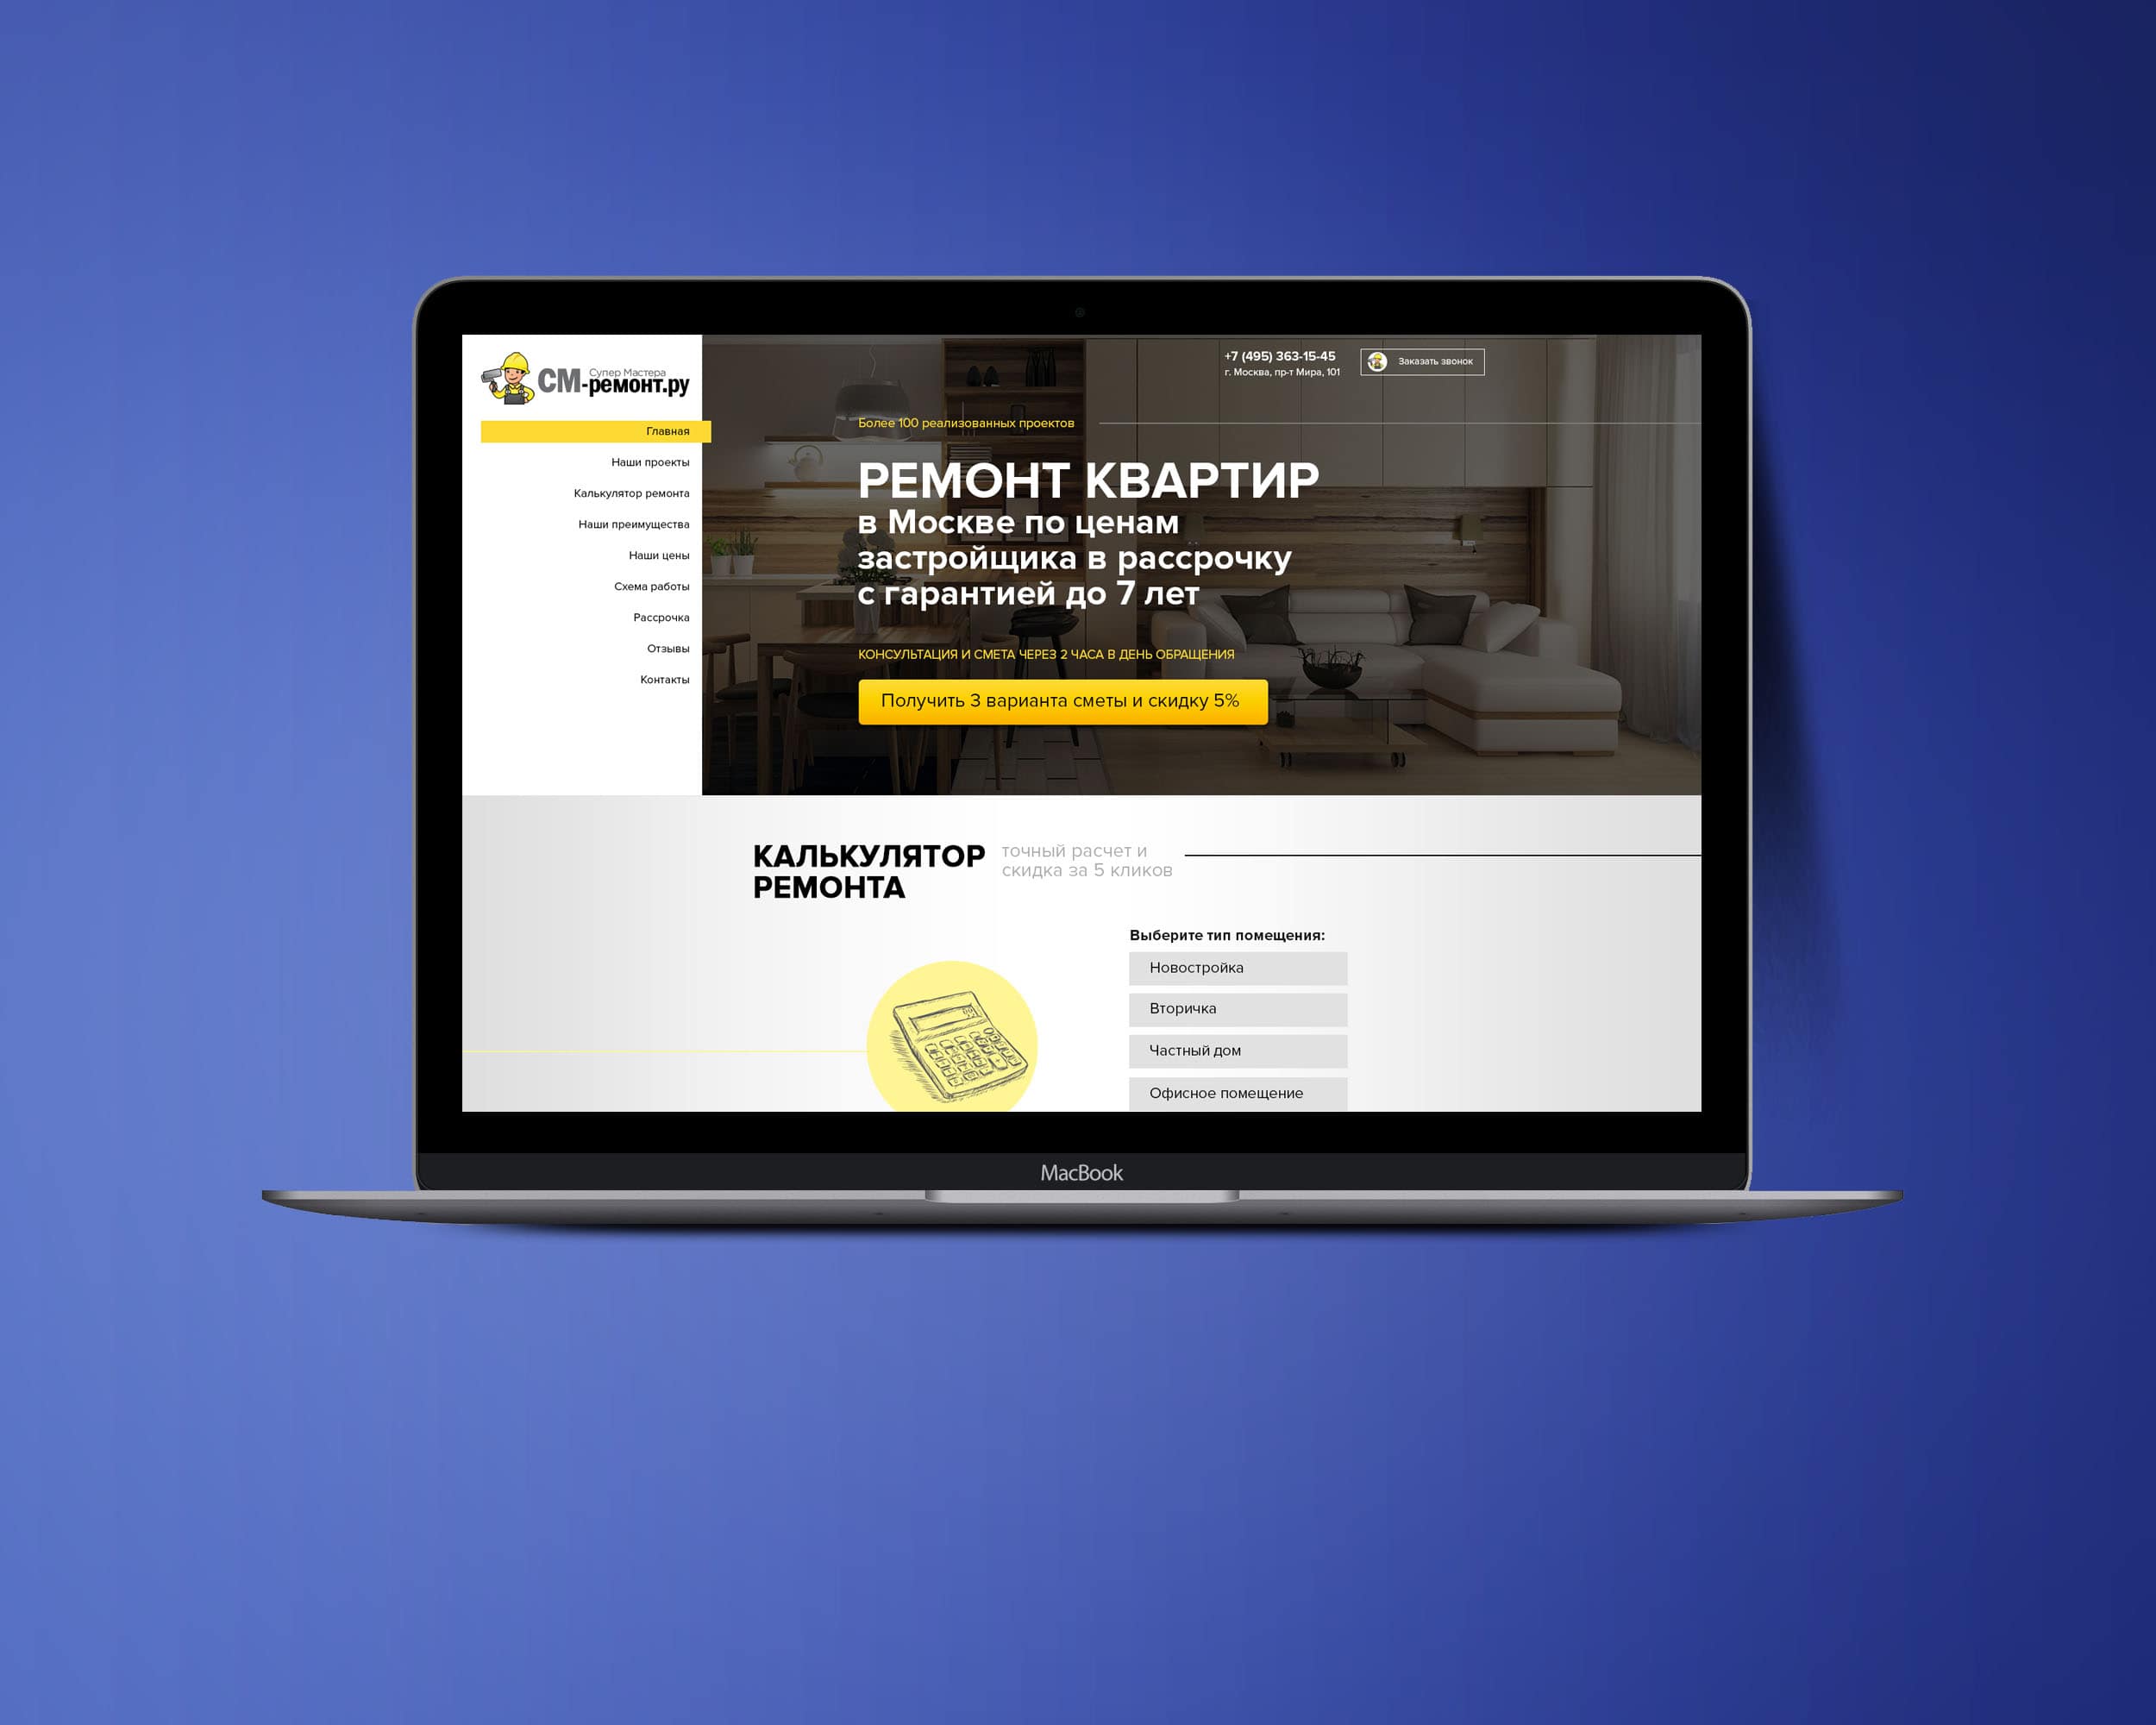 Супер Мастера
СМ-ремонт.ру
Главная
Наши проекты
Калькулятор ремонта
Наши преимущества
Наши цены
Схема работы
Рассрочка
Отзывы
Контакты
+7 (495) 363-15-45
г. Москва, пр-т Мира, 101
Заказать звонок
Более 100 реализованных проектов
РЕМОНТ КВАРТИР
в Москве по ценам
застройщика в рассрочку
с гарантией до 7 лет
КОНСУЛЬТАЦИЯ И СМЕТА ЧЕРЕЗ 2 ЧАСА В ДЕНЬ ОБРАЩЕНИЯ
Получить 3 варианта сметы и скидку 5%
КАЛЬКУЛЯТОР
РЕМОНТА
точный расчет и
скидка за 5 кликов
Выберите тип помещения:
Новостройка
Вторичка
Частный дом
Офисное помещение
MacBook